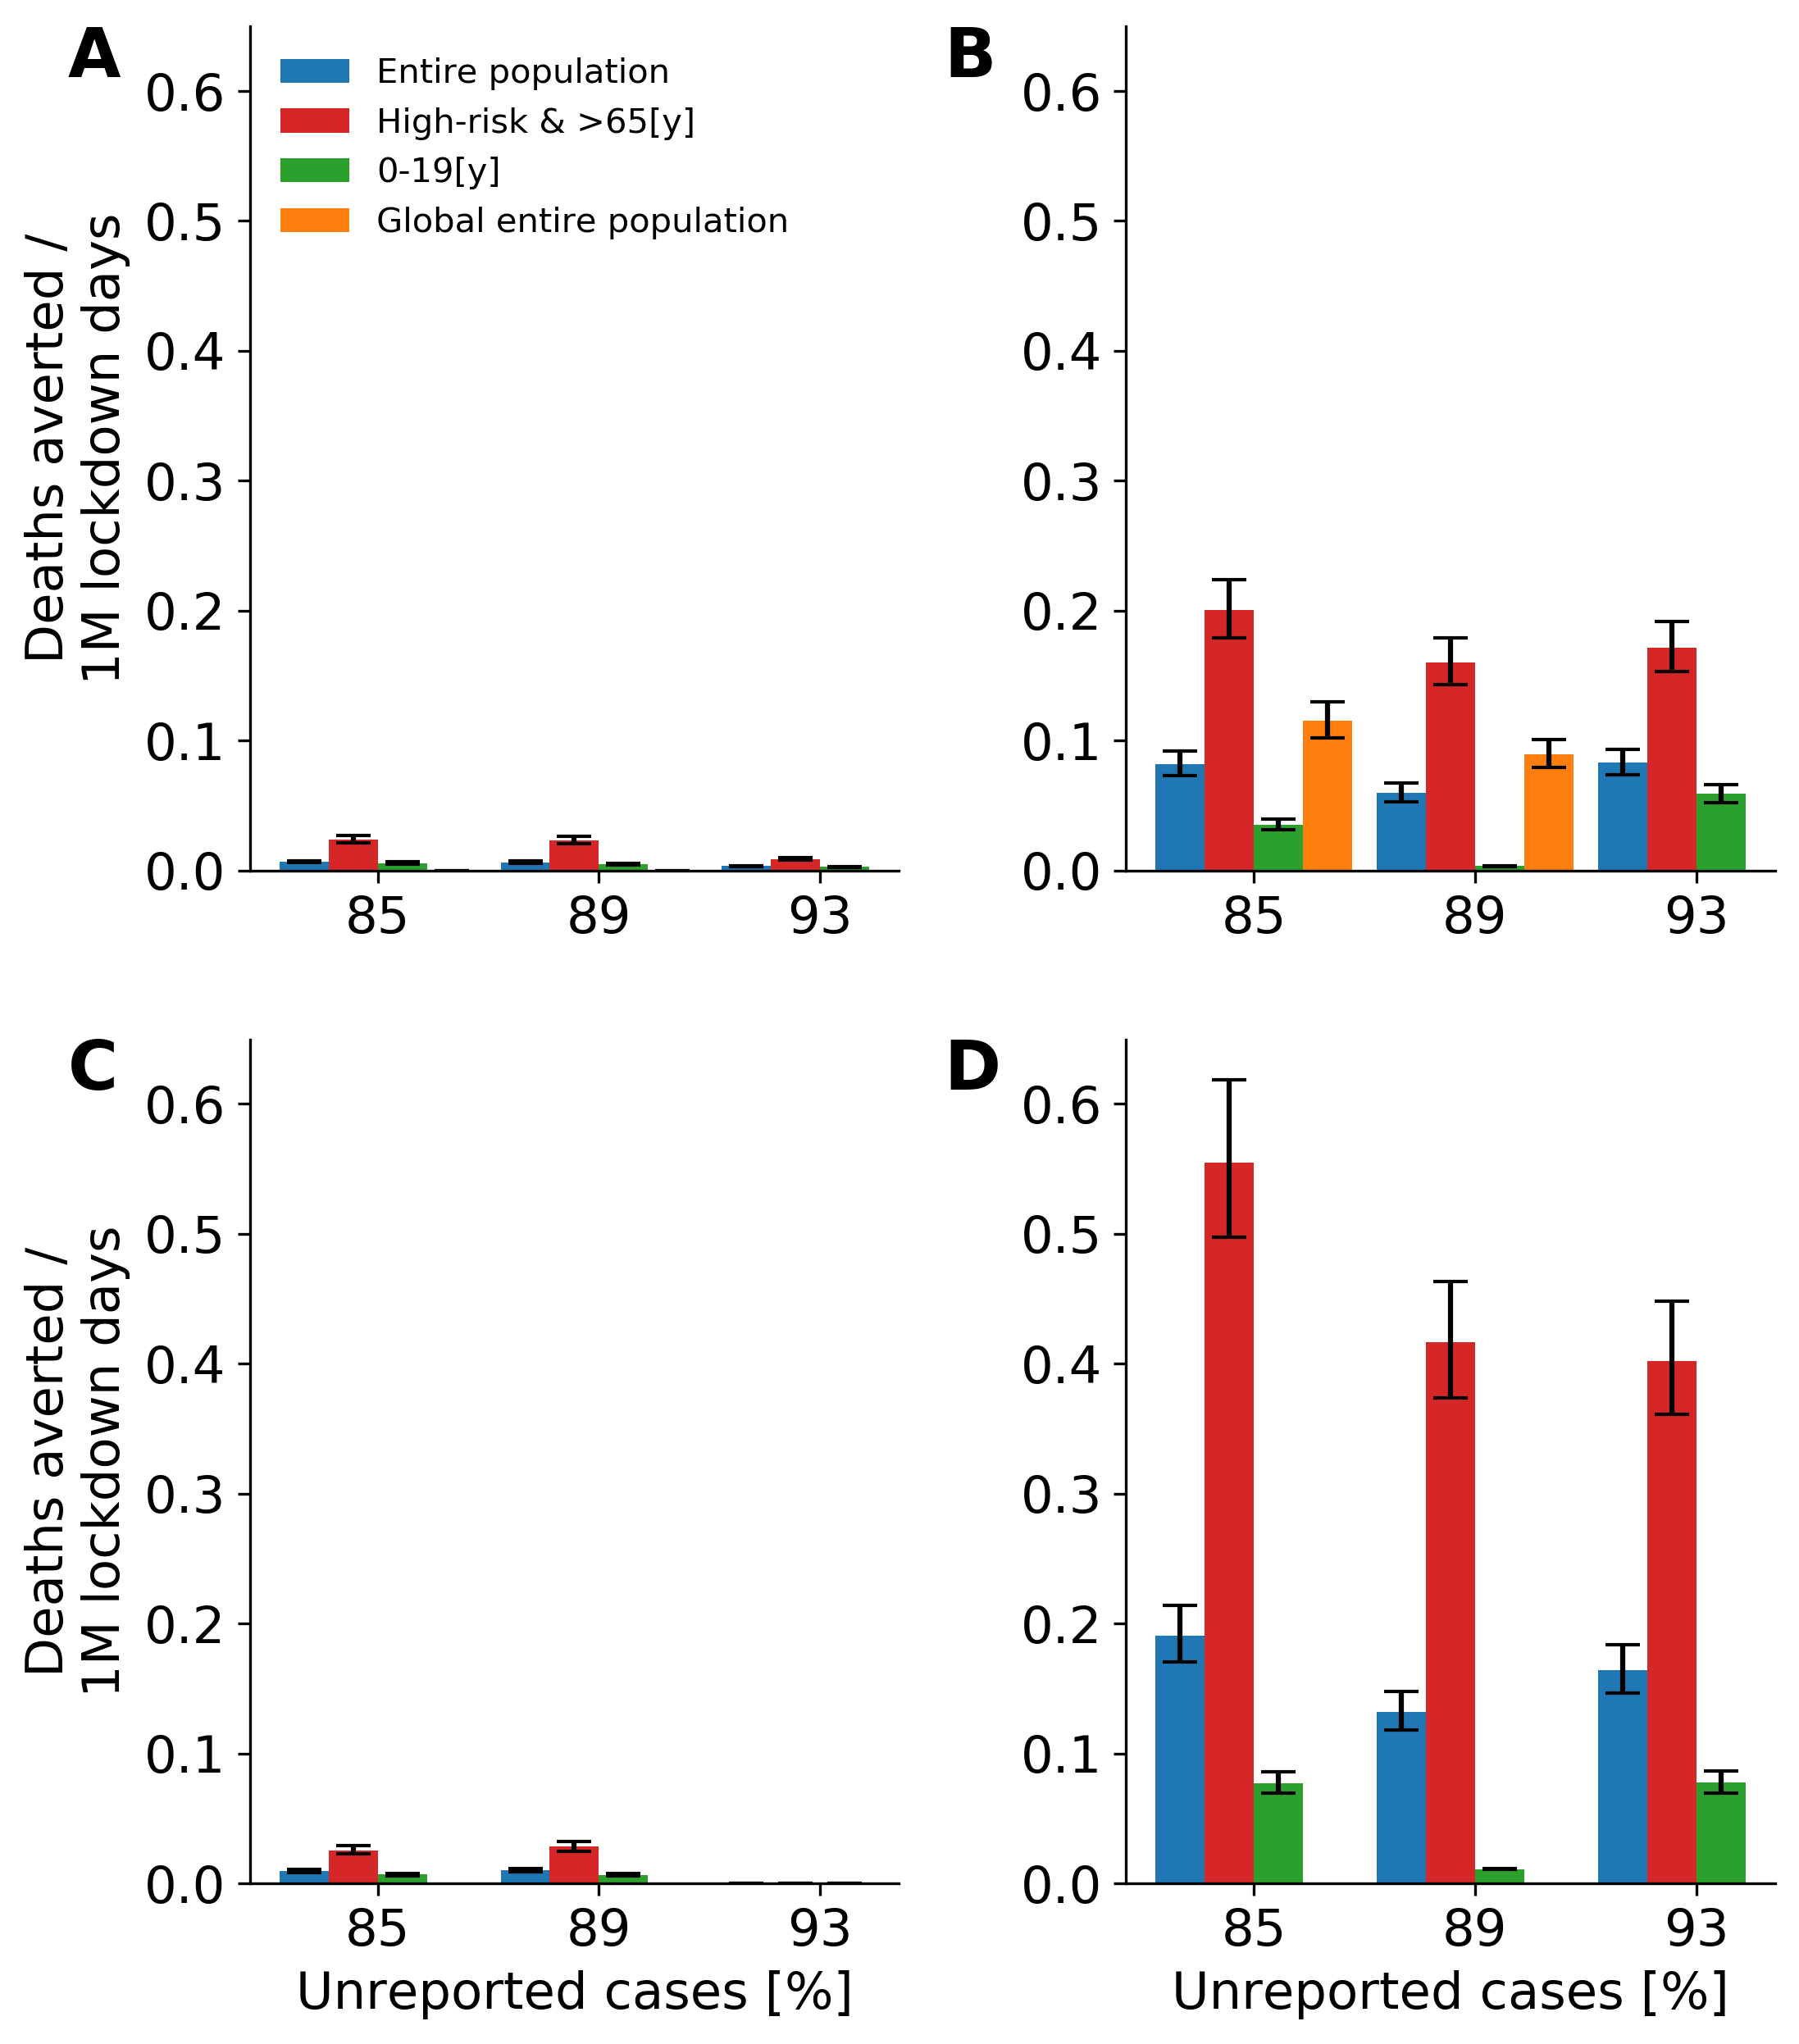 A
Deaths averted /
1M lockdown days
0.6
0.5
0.4
0.3
0.2
0.1
0.0
Entire population
High-risk & >65[y]
0-19[y]
Global entire population
85 89 93
B
0.6
0.5
0.4
0.3
0.2
0.1
0.0
85 89 93
C
Deaths averted /
1M lockdown days
0.6
0.5
0.4
0.3
0.2
0.1
0.0
85 89 93
Unreported cases [%]
D
0.6
0.5
0.4
0.3
0.2
0.1
0.0
85 89 93
Unreported cases [%]